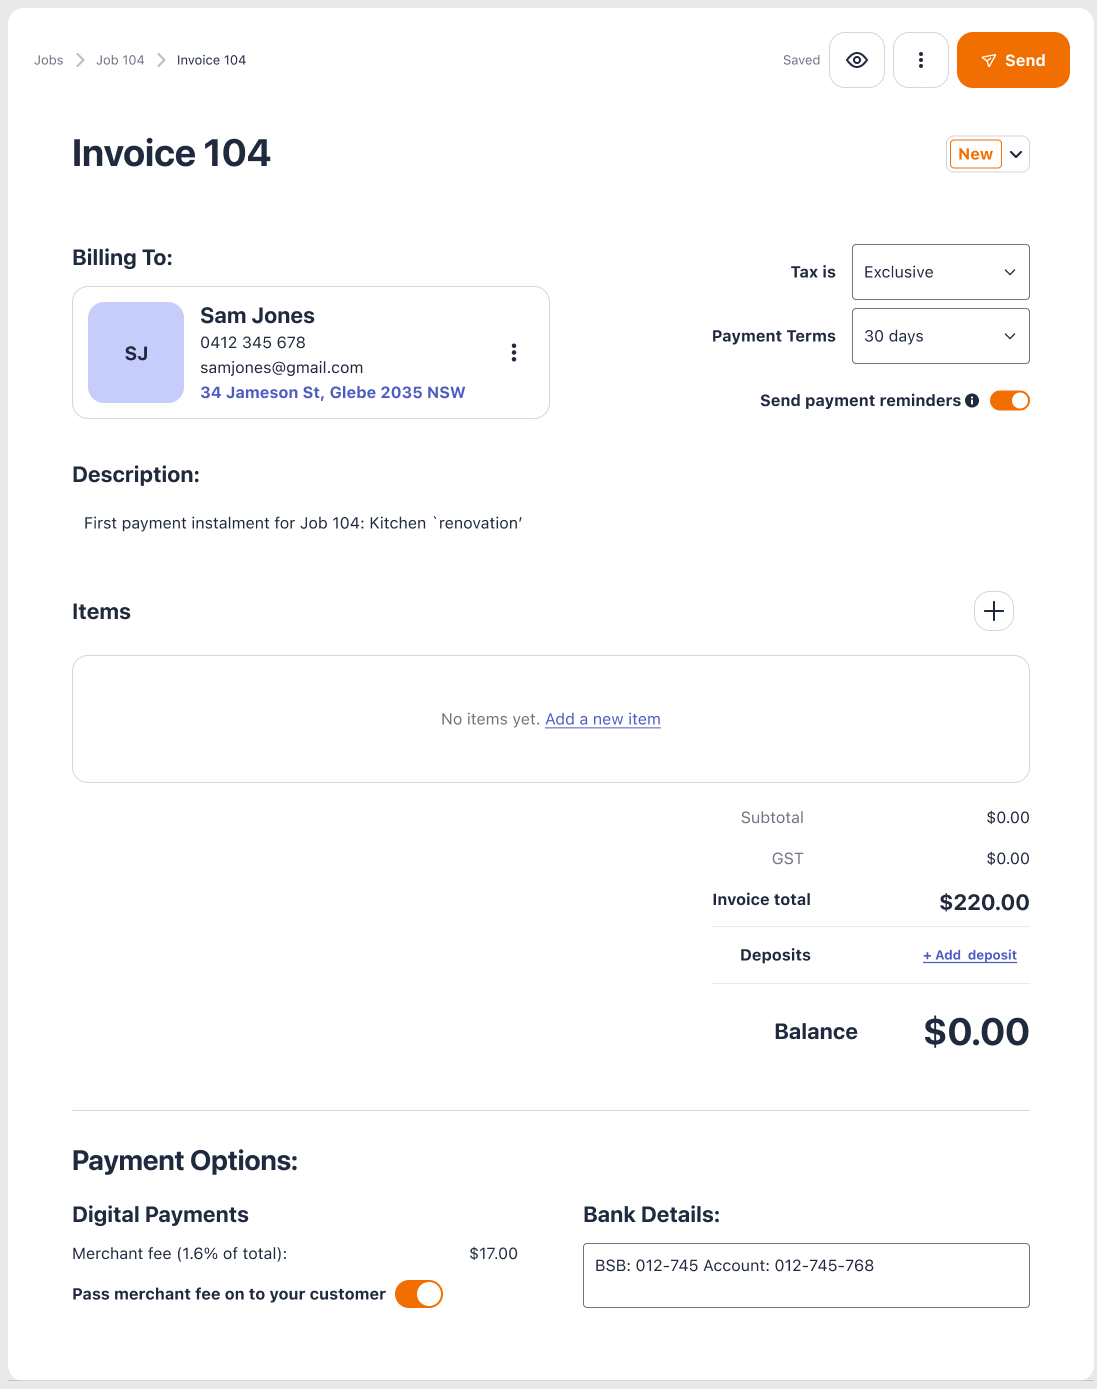 Jobs > Job 104 > Invoice 104
Saved
Send
Invoice 104
New
Billing To:
SJ
Sam Jones
0412 345 678
samjones@gmail.com
34 Jameson St, Glebe 2035 NSW
Tax is Exclusive
Payment Terms 30 days
Send payment reminders
Description:
First payment instalment for Job 104: Kitchen `renovation’
Items
No items yet. Add a new item
Subtotal $0.00
GST $0.00
Invoice total $220.00
Deposits + Add deposit
Balance $0.00
Payment Options:
Digital Payments
Merchant fee (1.6% of total): $17.00
Pass merchant fee on to your customer
Bank Details:
BSB: 012-745 Account: 012-745-768